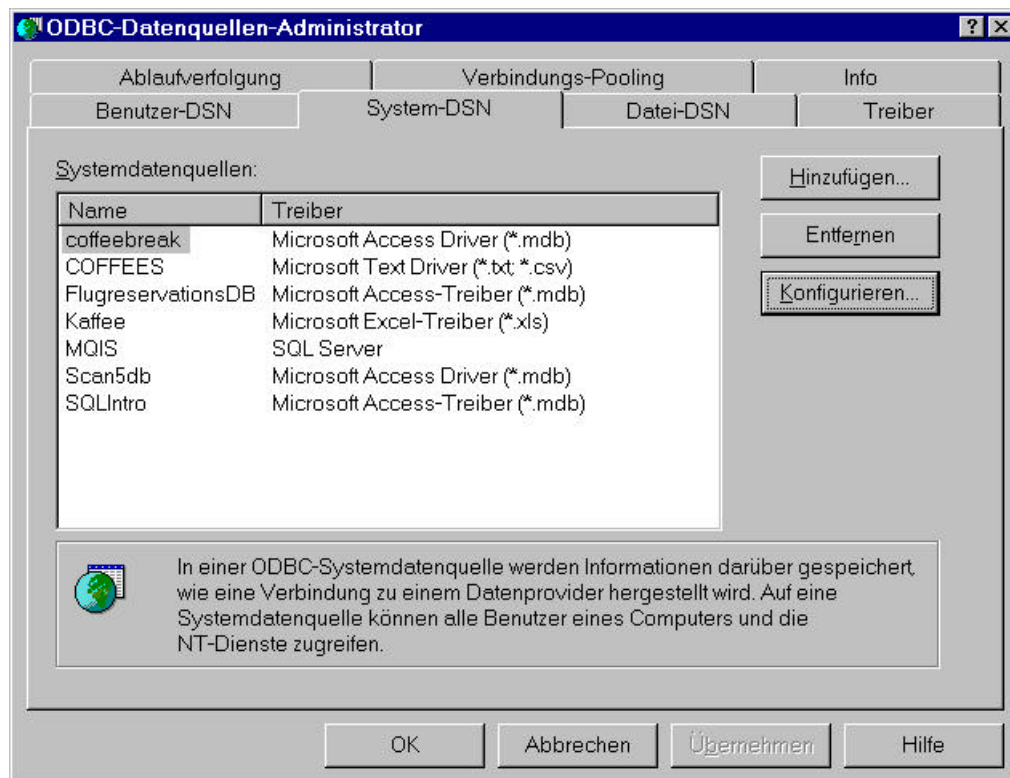 ODBC-Datenquellen-Administrator
Ablaufverfolgung Verbindungs-Pooling Info
Benutzer-DSN System-DSN Datei-DSN Treiber
Systemdatenquellen:
Name Treiber
coffeebreak Microsoft Access Driver (*.mdb)
COFFEES Microsoft Text Driver (*.txt; *.csv)
FlugreservationsDB Microsoft Access-Treiber (*.mdb)
Kaffee Microsoft Excel-Treiber (*.xls)
MQIS SQL Server
Scan5db Microsoft Access Driver (*.mdb)
SQLIntro Microsoft Access-Treiber (*.mdb)
Hinzufügen...
Entfernen
Konfigurieren...
In einer ODBC-Systemdatenquelle werden Informationen darüber gespeichert,
wie eine Verbindung zu einem Datenprovider hergestellt wird. Auf eine
Systemdatenquelle können alle Benutzer eines Computers und die
NT-Dienste zugreifen.
OK Abbrechen Übernehmen Hilfe